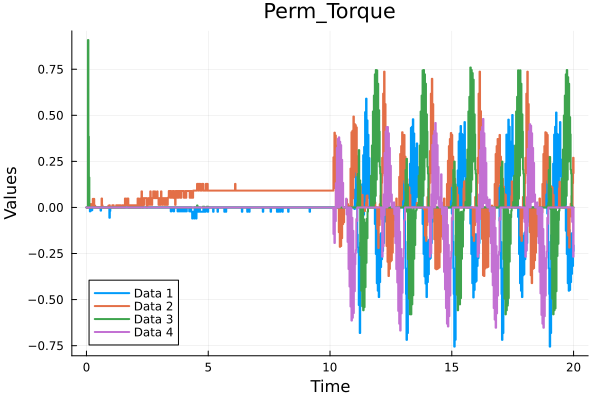 Perm_Torque
Values
0.75
0.50
0.25
0.00
−0.25
−0.50
−0.75
Data 1
Data 2
Data 3
Data 4
0
5
10
15
20
Time